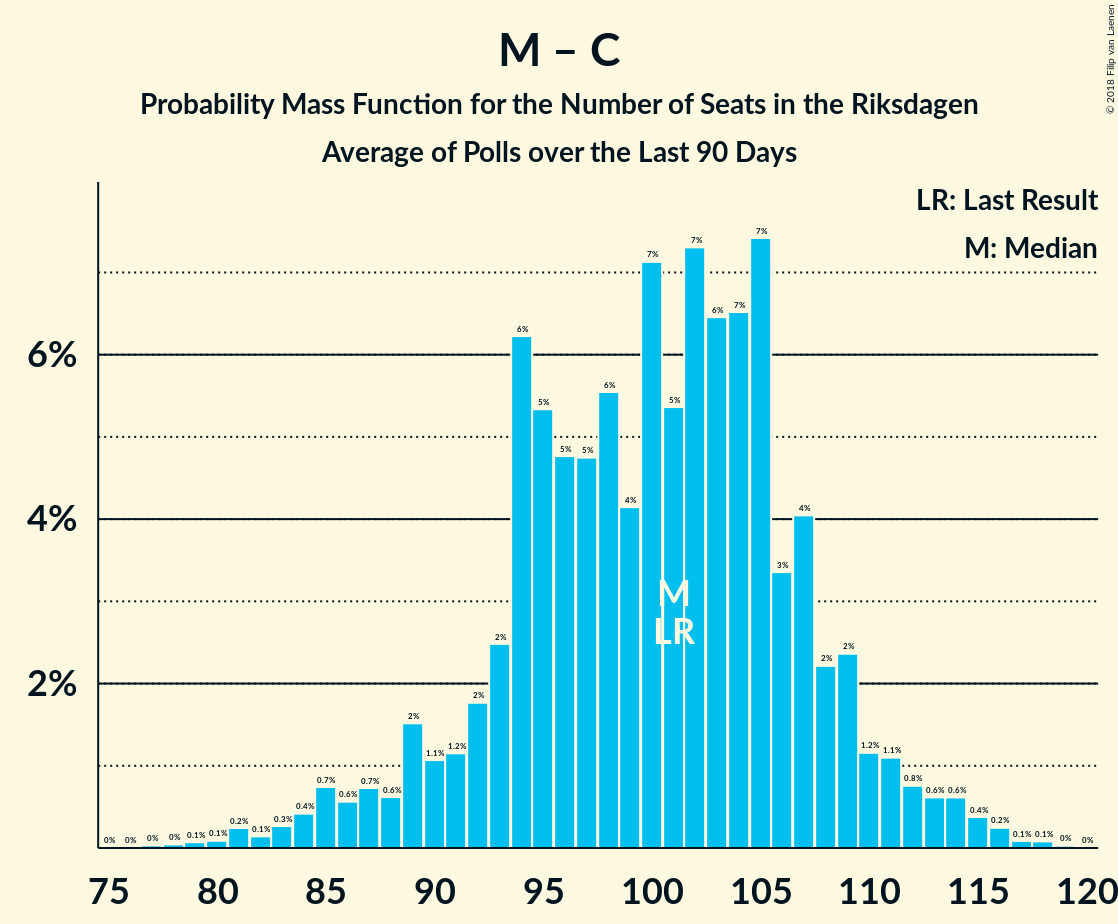 M – C
Probability Mass Function for the Number of Seats in the Riksdagen
Average of Polls over the Last 90 Days
© 2018 Filip van Laenen
LR: Last Result
M: Median
6%
4%
2%
0% 0% 0% 0% 0.1% 0.1% 0.2% 0.1% 0.3% 0.4% 0.7% 0.6% 0.7% 0.6% 2% 1.1% 1.2% 2% 2% 6% 5% 5% 5% 6% 4% 7% 5% 7% 6% 7% 7% 3% 4% 2% 2% 1.2% 1.1% 0.8% 0.6% 0.6% 0.4% 0.2% 0.1% 0.1% 0% 0%
M
LR
75 80 85 90 95 100 105 110 115 120